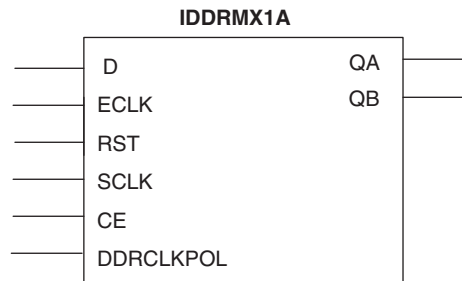 IDDRMX1A
D
QA
ECLK
QB
RST
SCLK
CE
DDRCLKPOL